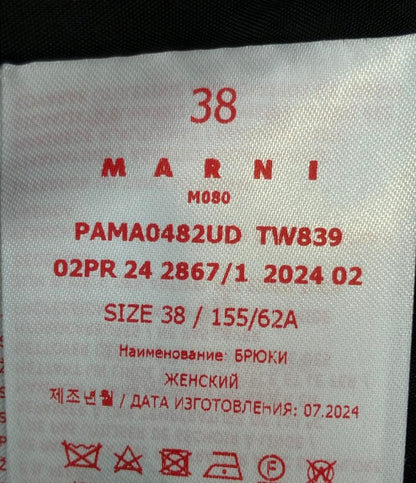 38
MARNI
M080
PAMA0482UD TW839
02PR 24 2867/1 2024 02
SIZE 38 / 155/62A
Наименование: БРЮКИ
ЖЕНСКИЙ
제조년월 / ДАТА ИЗГОТОВЛЕНИЯ: 07.2024